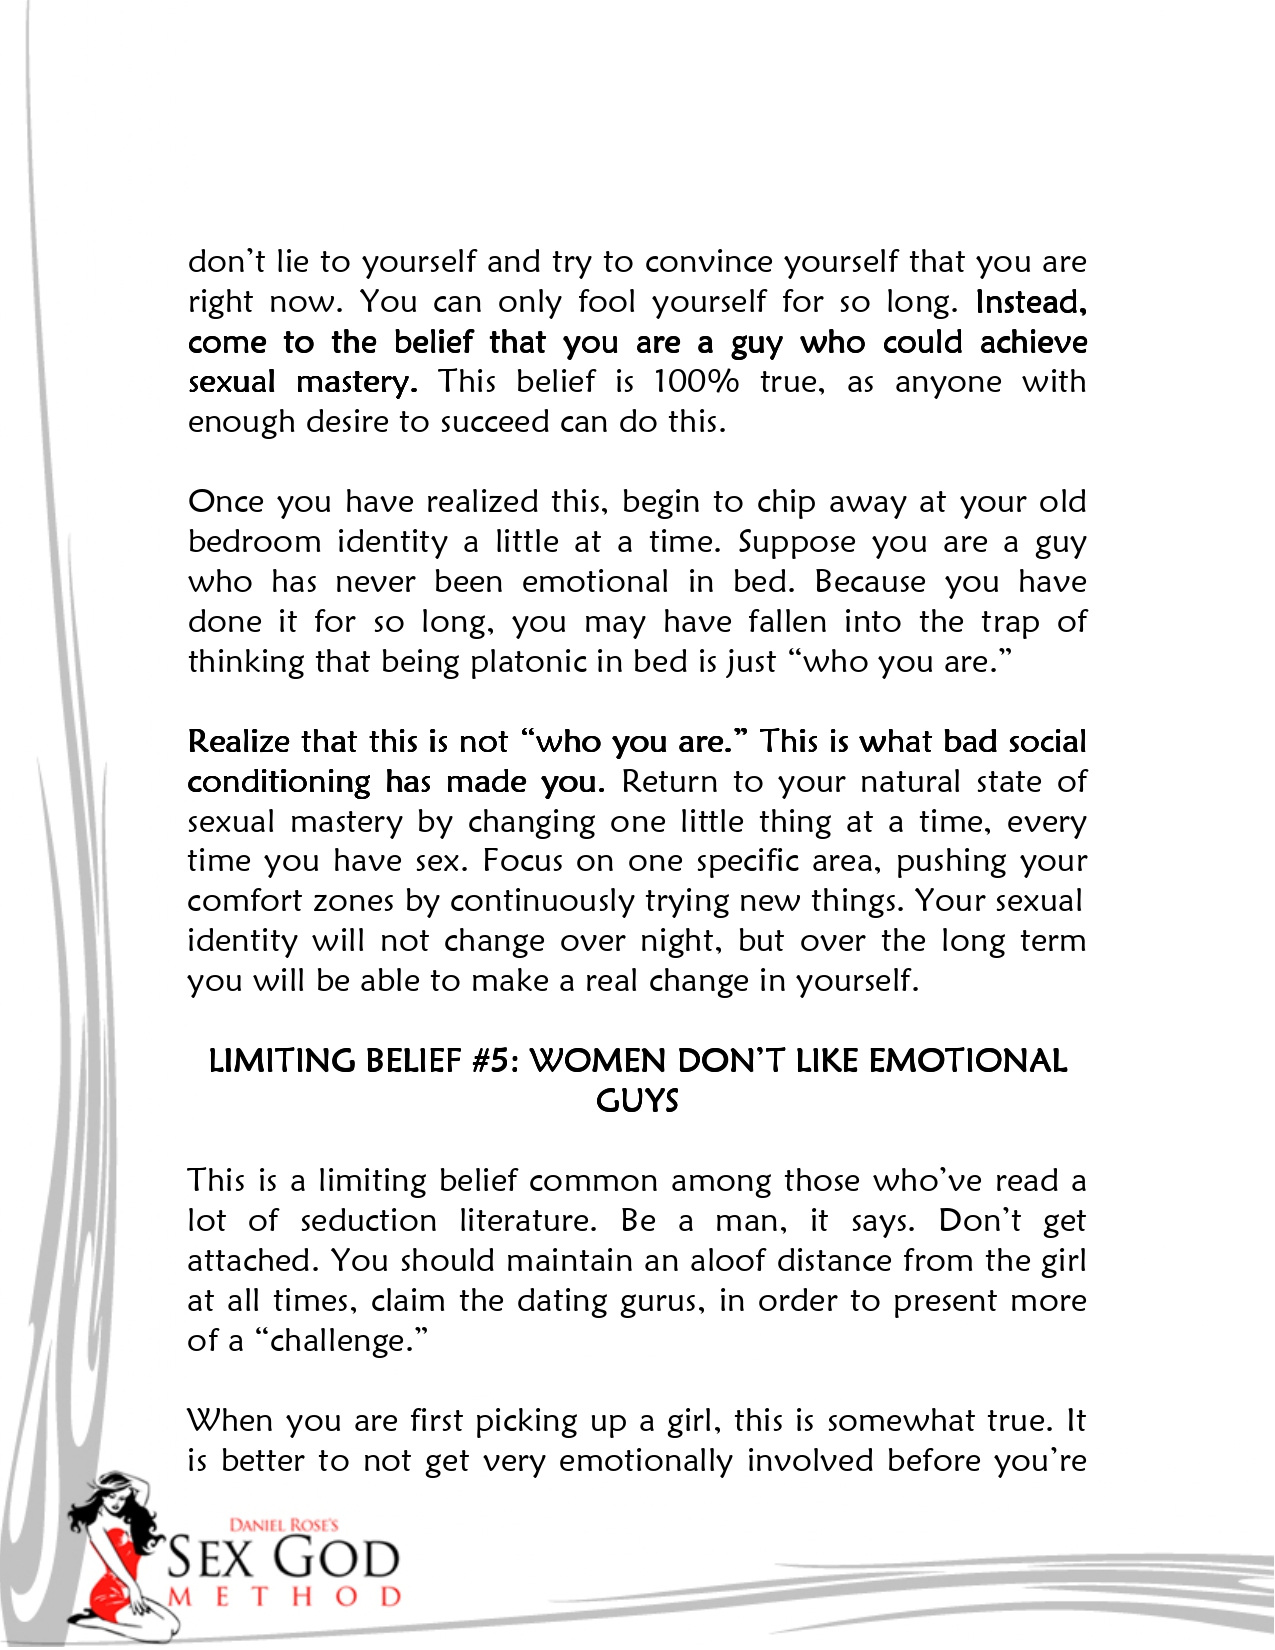 don’t lie to yourself and try to convince yourself that you are
right now. You can only fool yourself for so long. Instead,
come to the belief that you are a guy who could achieve
sexual mastery. This belief is 100% true, as anyone with
enough desire to succeed can do this.
Once you have realized this, begin to chip away at your old
bedroom identity a little at a time. Suppose you are a guy
who has never been emotional in bed. Because you have
done it for so long, you may have fallen into the trap of
thinking that being platonic in bed is just “who you are.”
Realize that this is not “who you are.” This is what bad social
conditioning has made you. Return to your natural state of
sexual mastery by changing one little thing at a time, every
time you have sex. Focus on one specific area, pushing your
comfort zones by continuously trying new things. Your sexual
identity will not change over night, but over the long term
you will be able to make a real change in yourself.
LIMITING BELIEF #5: WOMEN DON’T LIKE EMOTIONAL
GUYS
This is a limiting belief common among those who’ve read a
lot of seduction literature. Be a man, it says. Don’t get
attached. You should maintain an aloof distance from the girl
at all times, claim the dating gurus, in order to present more
of a “challenge.”
When you are first picking up a girl, this is somewhat true. It
is better to not get very emotionally involved before you’re
DANIEL ROSE'S
SEX GOD
METHOD